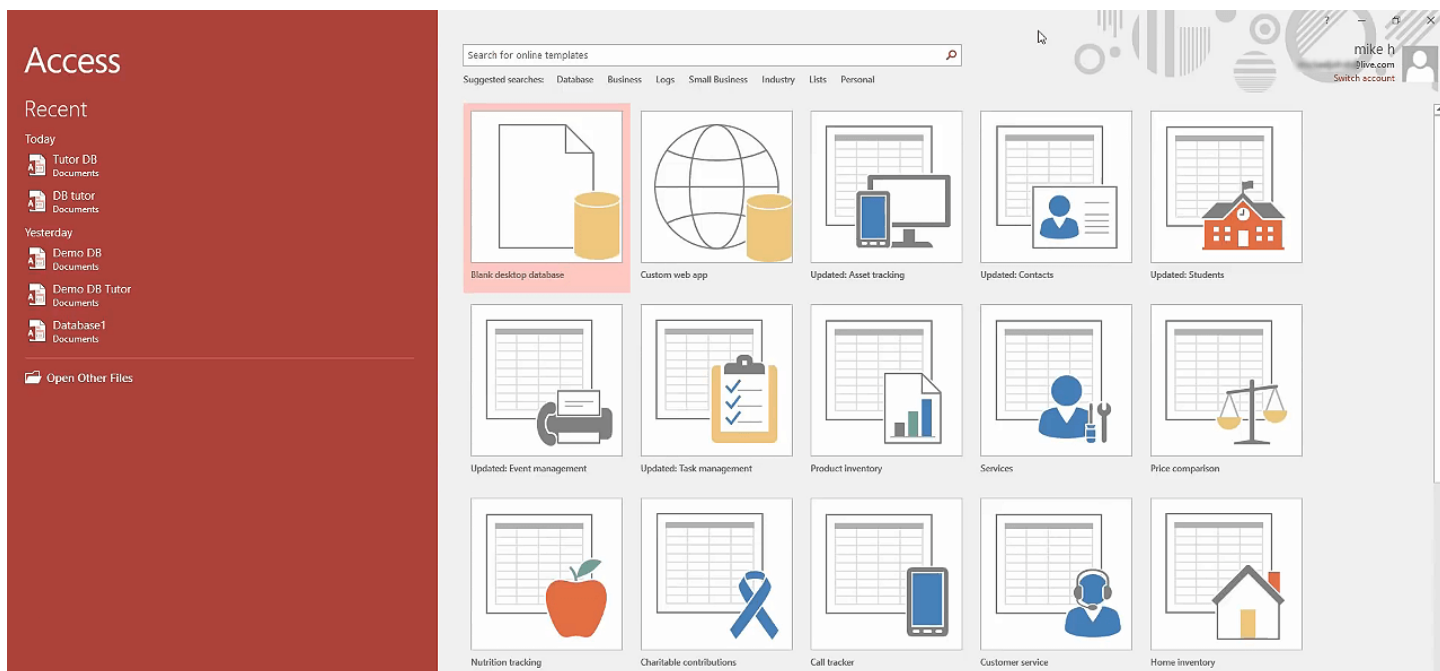 Access
Recent
Today
Tutor DB
Documents
DB tutor
Documents
Yesterday
Demo DB
Documents
Demo DB Tutor
Documents
Database1
Documents
Open Other Files
Search for online templates
Suggested searches: Database Business Logs Small Business Industry Lists Personal
?
mike h
@live.com
Switch account
Blank desktop database
Custom web app
Updated: Asset tracking
Updated: Contacts
Updated: Students
Updated: Event management
Updated: Task management
Product inventory
Services
Price comparison
Nutrition tracking
Charitable contributions
Call tracker
Customer service
Home inventory